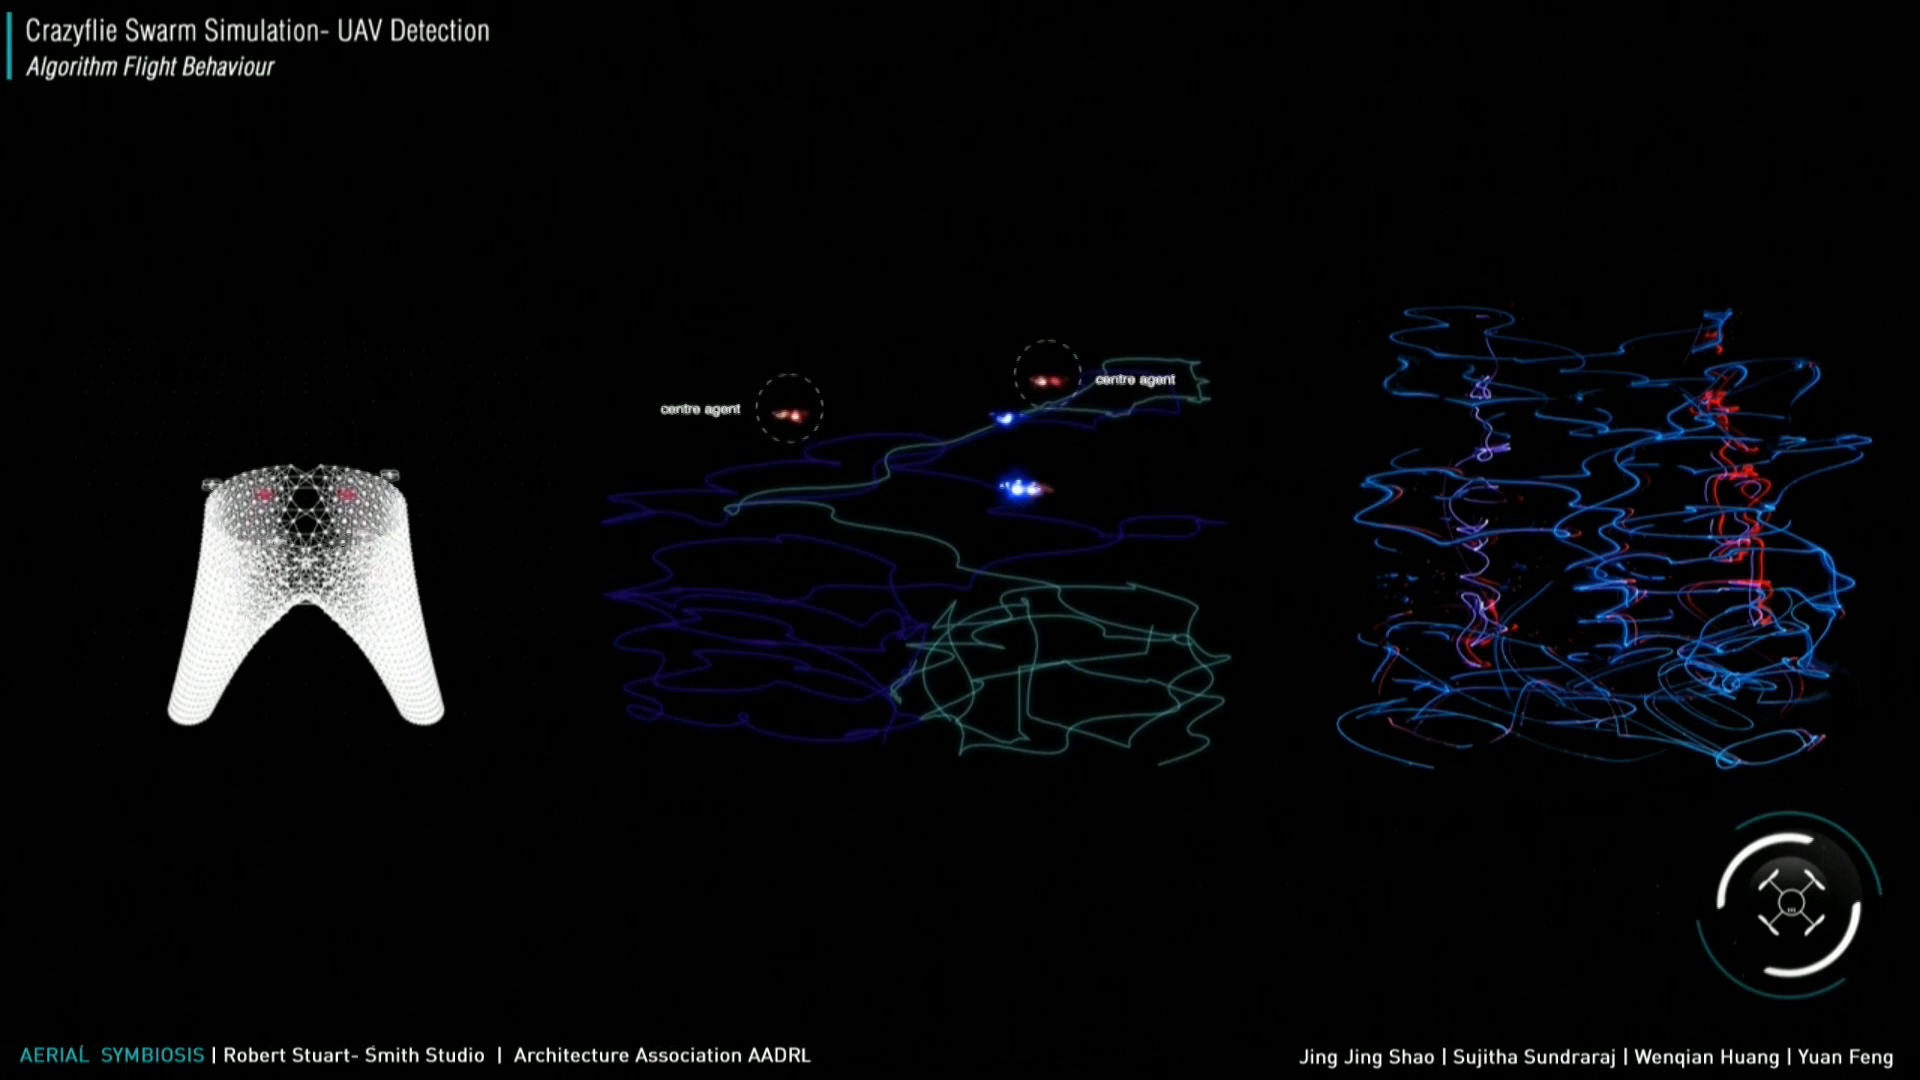 Crazyflie Swarm Simulation- UAV Detection
Algorithm Flight Behaviour
centre agent
centre agent
AERIAL SYMBIOSIS | Robert Stuart- Smith Studio | Architecture Association AADRL
Jing Jing Shao | Sujitha Sundraraj | Wenqian Huang | Yuan Feng